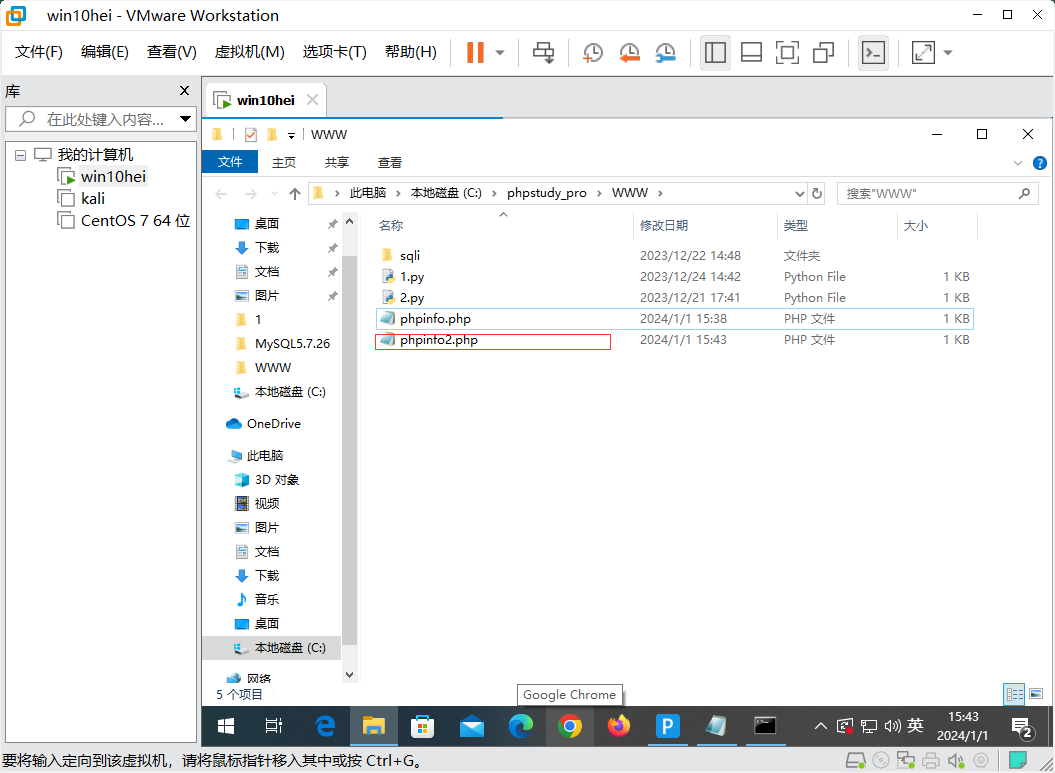 win10hei - VMware Workstation
文件(F) 编辑(E) 查看(V) 虚拟机(M) 选项卡(T) 帮助(H)
库
在此处键入内容...
我的计算机
win10hei
kali
CentOS 7 64 位
win10hei
WWW
文件 主页 共享 查看
此电脑 本地磁盘 (C:) phpstudy_pro WWW
搜索"WWW"
桌面
下载
文档
图片
1
MySQL5.7.26
WWW
本地磁盘 (C:)
OneDrive
此电脑
3D 对象
视频
图片
文档
下载
音乐
桌面
本地磁盘 (C:)
网络
名称 修改日期 类型 大小
sqli 2023/12/22 14:48 文件夹
1.py 2023/12/24 14:42 Python File 1 KB
2.py 2023/12/21 17:41 Python File 1 KB
phpinfo.php 2024/1/1 15:38 PHP 文件 1 KB
phpinfo2.php 2024/1/1 15:43 PHP 文件 1 KB
5 个项目
Google Chrome
英
15:43
2024/1/1
2
要将输入定向到该虚拟机，请将鼠标指针移入其中或按 Ctrl+G。